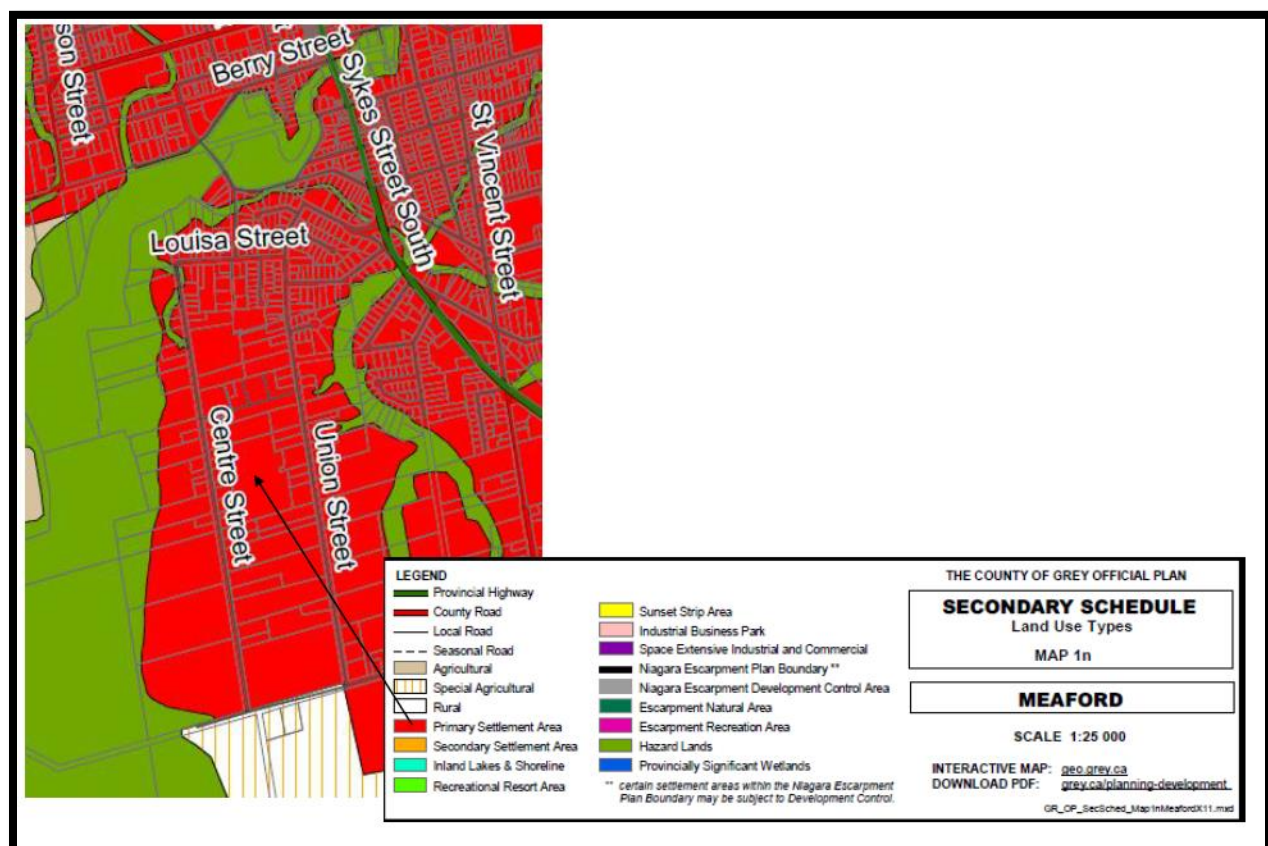 son Street
Berry Street
Sykes Street South
St Vincent Street
Louisa Street
Centre Street
Union Street
LEGEND
Provincial Highway
County Road
Local Road
Seasonal Road
Agricultural
Special Agricultural
Rural
Primary Settlement Area
Secondary Settlement Area
Inland Lakes & Shoreline
Recreational Resort Area
Sunset Strip Area
Industrial Business Park
Space Extensive Industrial and Commercial
Niagara Escarpment Plan Boundary **
Niagara Escarpment Development Control Area
Escarpment Natural Area
Escarpment Recreation Area
Hazard Lands
Provincially Significant Wetlands
** certain settlement areas within the Niagara Escarpment
Plan Boundary may be subject to Development Control.
THE COUNTY OF GREY OFFICIAL PLAN
SECONDARY SCHEDULE
Land Use Types
MAP 1n
MEAFORD
SCALE 1:25 000
INTERACTIVE MAP: geo.grey.ca
DOWNLOAD PDF: grey.ca/planning-development
GR_OP_SecSched_Map1nMeafordX11.mxd